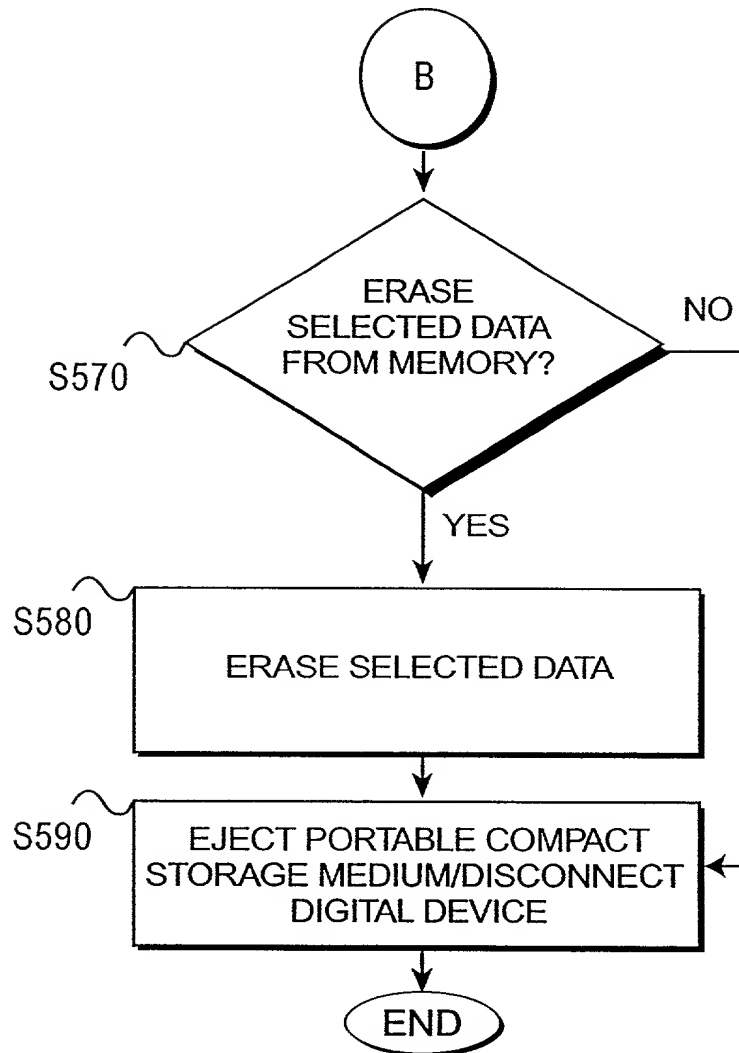 B
ERASE
SELECTED DATA
FROM MEMORY?
NO
S570
YES
S580
ERASE SELECTED DATA
S590
EJECT PORTABLE COMPACT
STORAGE MEDIUM/DISCONNECT
DIGITAL DEVICE
END